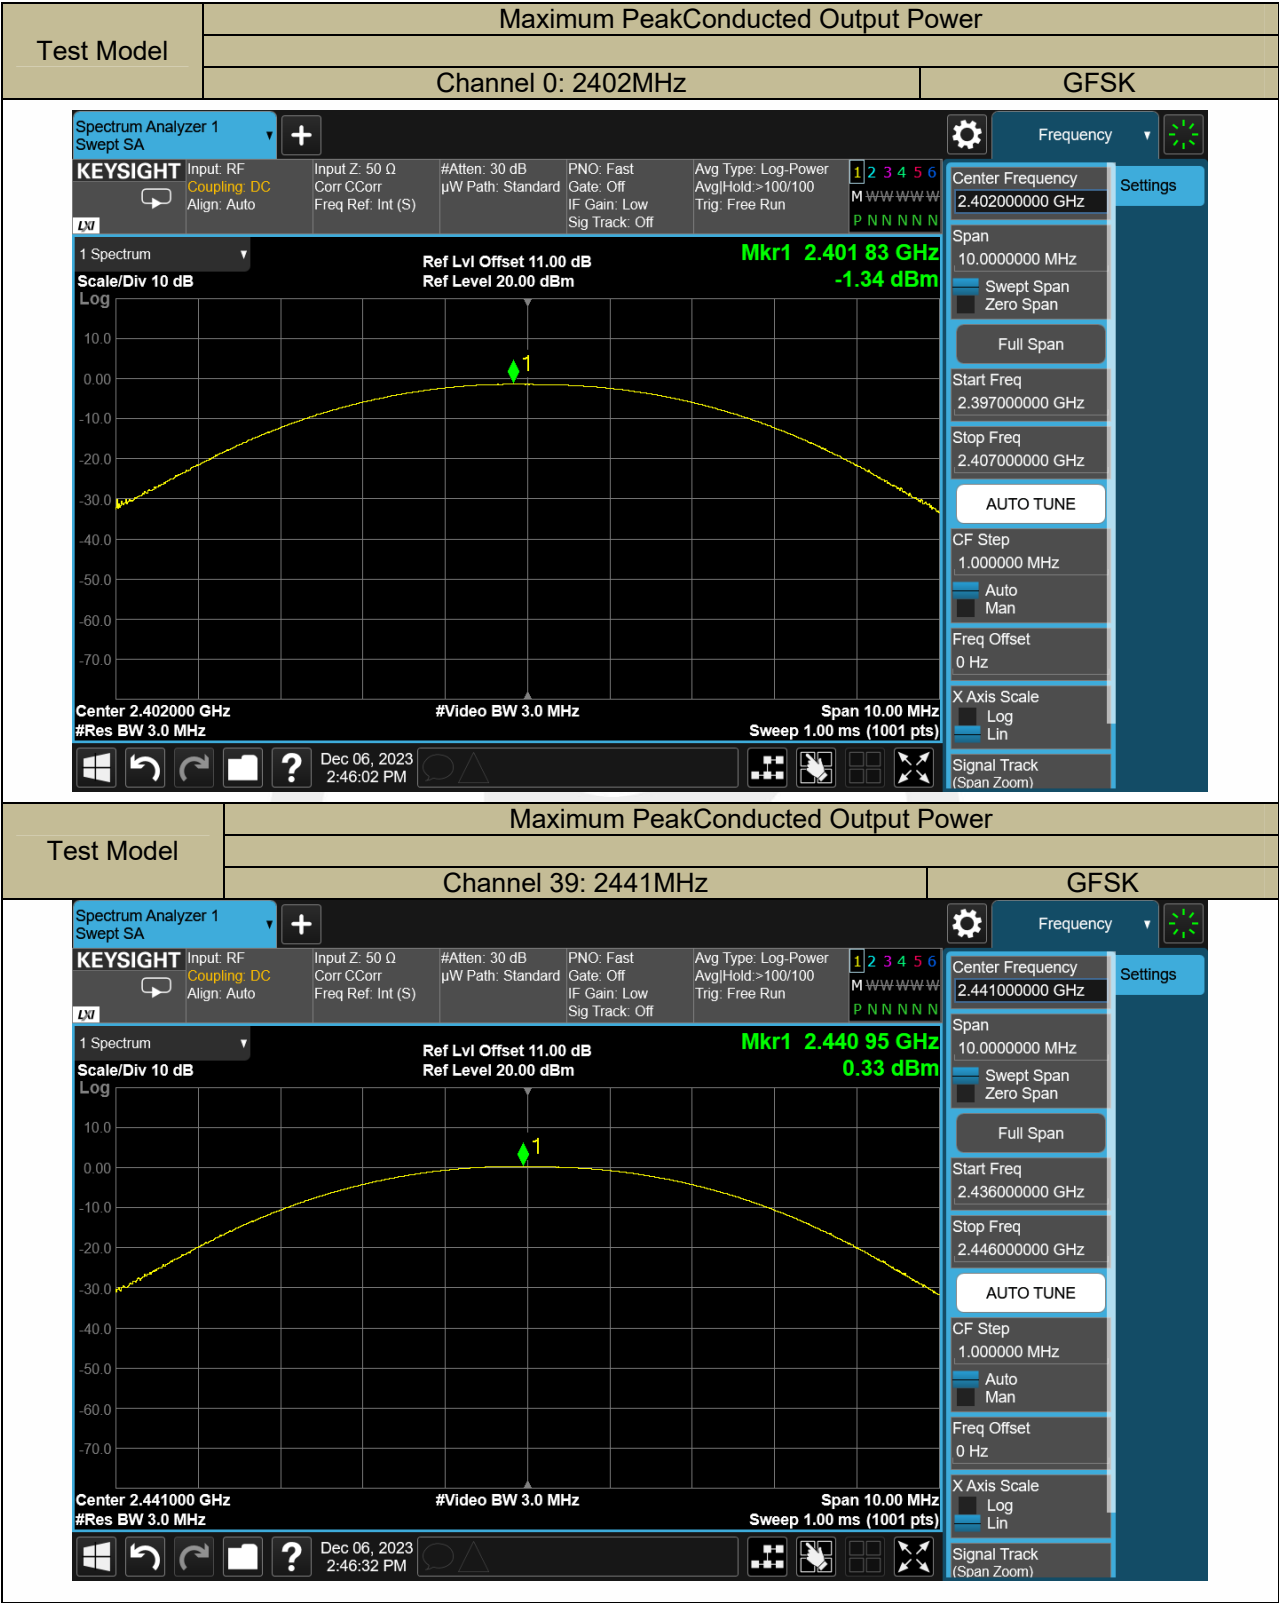 Test Model
Maximum PeakConducted Output Power
Channel 0: 2402MHz
GFSK
Spectrum Analyzer 1
Swept SA
Frequency
KEYSIGHT
LXI
Input: RF
Coupling: DC
Align: Auto
Input Z: 50 Ω
Corr CCorr
Freq Ref: Int (S)
#Atten: 30 dB
µW Path: Standard
PNO: Fast
Gate: Off
IF Gain: Low
Sig Track: Off
Avg Type: Log-Power
Avg|Hold:>100/100
Trig: Free Run
1 2 3 4 5 6
M W W W W W
P N N N N N
1 Spectrum
Scale/Div 10 dB
Log
Ref Lvl Offset 11.00 dB
Ref Level 20.00 dBm
Mkr1 2.401 83 GHz
-1.34 dBm
1
10.0
0.00
-10.0
-20.0
-30.0
-40.0
-50.0
-60.0
-70.0
Center 2.402000 GHz
#Res BW 3.0 MHz
#Video BW 3.0 MHz
Span 10.00 MHz
Sweep 1.00 ms (1001 pts)
Dec 06, 2023
2:46:02 PM
Center Frequency
2.402000000 GHz
Span
10.0000000 MHz
Swept Span
Zero Span
Full Span
Start Freq
2.397000000 GHz
Stop Freq
2.407000000 GHz
AUTO TUNE
CF Step
1.000000 MHz
Auto
Man
Freq Offset
0 Hz
X Axis Scale
Log
Lin
Signal Track
(Span Zoom)
Settings
Test Model
Maximum PeakConducted Output Power
Channel 39: 2441MHz
GFSK
Spectrum Analyzer 1
Swept SA
Frequency
KEYSIGHT
LXI
Input: RF
Coupling: DC
Align: Auto
Input Z: 50 Ω
Corr CCorr
Freq Ref: Int (S)
#Atten: 30 dB
µW Path: Standard
PNO: Fast
Gate: Off
IF Gain: Low
Sig Track: Off
Avg Type: Log-Power
Avg|Hold:>100/100
Trig: Free Run
1 2 3 4 5 6
M W W W W W
P N N N N N
1 Spectrum
Scale/Div 10 dB
Log
Ref Lvl Offset 11.00 dB
Ref Level 20.00 dBm
Mkr1 2.440 95 GHz
0.33 dBm
1
10.0
0.00
-10.0
-20.0
-30.0
-40.0
-50.0
-60.0
-70.0
Center 2.441000 GHz
#Res BW 3.0 MHz
#Video BW 3.0 MHz
Span 10.00 MHz
Sweep 1.00 ms (1001 pts)
Dec 06, 2023
2:46:32 PM
Center Frequency
2.441000000 GHz
Span
10.0000000 MHz
Swept Span
Zero Span
Full Span
Start Freq
2.436000000 GHz
Stop Freq
2.446000000 GHz
AUTO TUNE
CF Step
1.000000 MHz
Auto
Man
Freq Offset
0 Hz
X Axis Scale
Log
Lin
Signal Track
(Span Zoom)
Settings